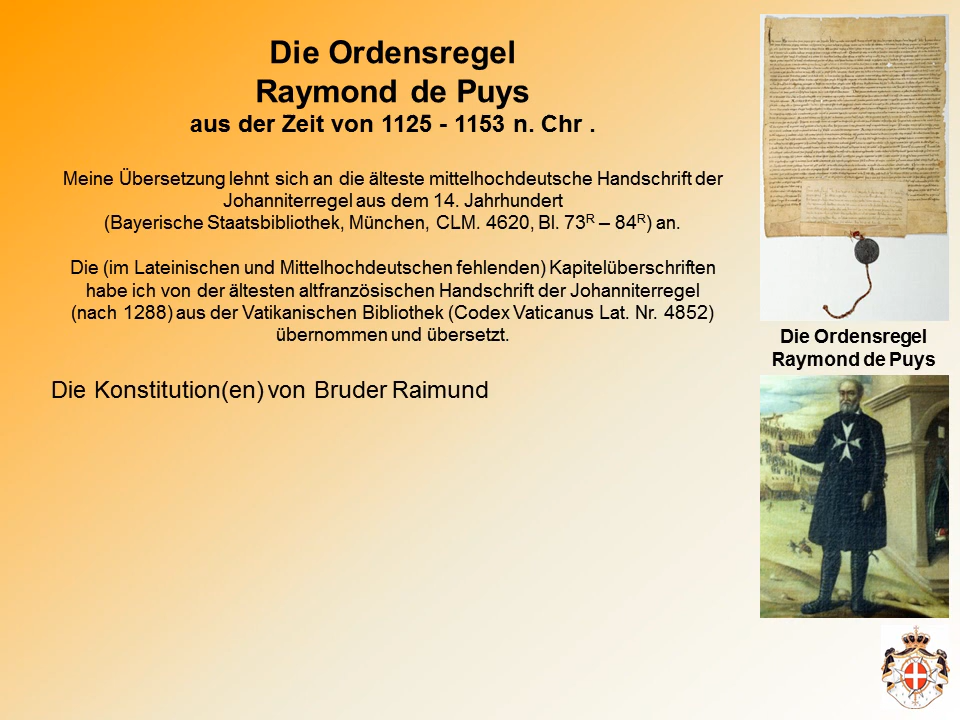 Die Ordensregel
Raymond de Puys
aus der Zeit von 1125 - 1153 n. Chr .
Meine Übersetzung lehnt sich an die älteste mittelhochdeutsche Handschrift der
Johanniterregel aus dem 14. Jahrhundert
(Bayerische Staatsbibliothek, München, CLM. 4620, Bl. 73ᴿ – 84ᴿ) an.
Die (im Lateinischen und Mittelhochdeutschen fehlenden) Kapitelüberschriften
habe ich von der ältesten altfranzösischen Handschrift der Johanniterregel
(nach 1288) aus der Vatikanischen Bibliothek (Codex Vaticanus Lat. Nr. 4852)
übernommen und übersetzt.
Die Konstitution(en) von Bruder Raimund
Die Ordensregel
Raymond de Puys